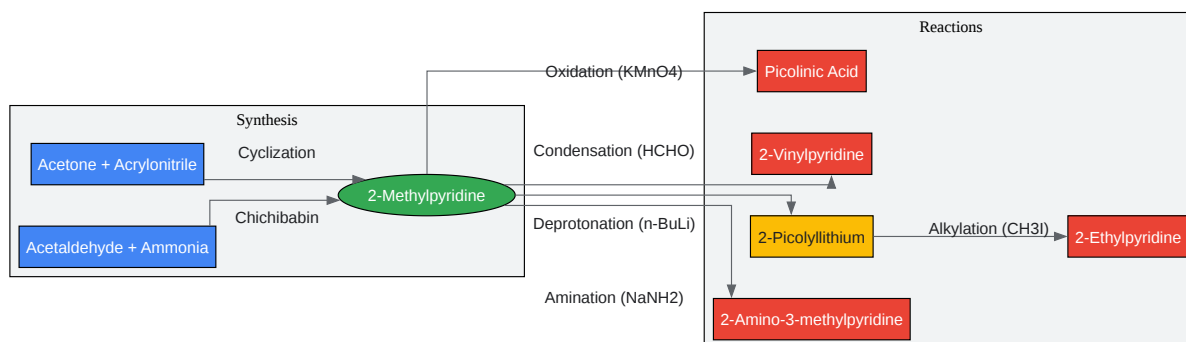 Reactions
Oxidation (KMnO4)
Picolinic Acid
Synthesis
Acetone + Acrylonitrile
Cyclization
Condensation (HCHO)
2-Vinylpyridine
2-Methylpyridine
Chichibabin
Acetaldehyde + Ammonia
Deprotonation (n-BuLi)
2-Picolyllithium
Alkylation (CH3I)
2-Ethylpyridine
Amination (NaNH2)
2-Amino-3-methylpyridine